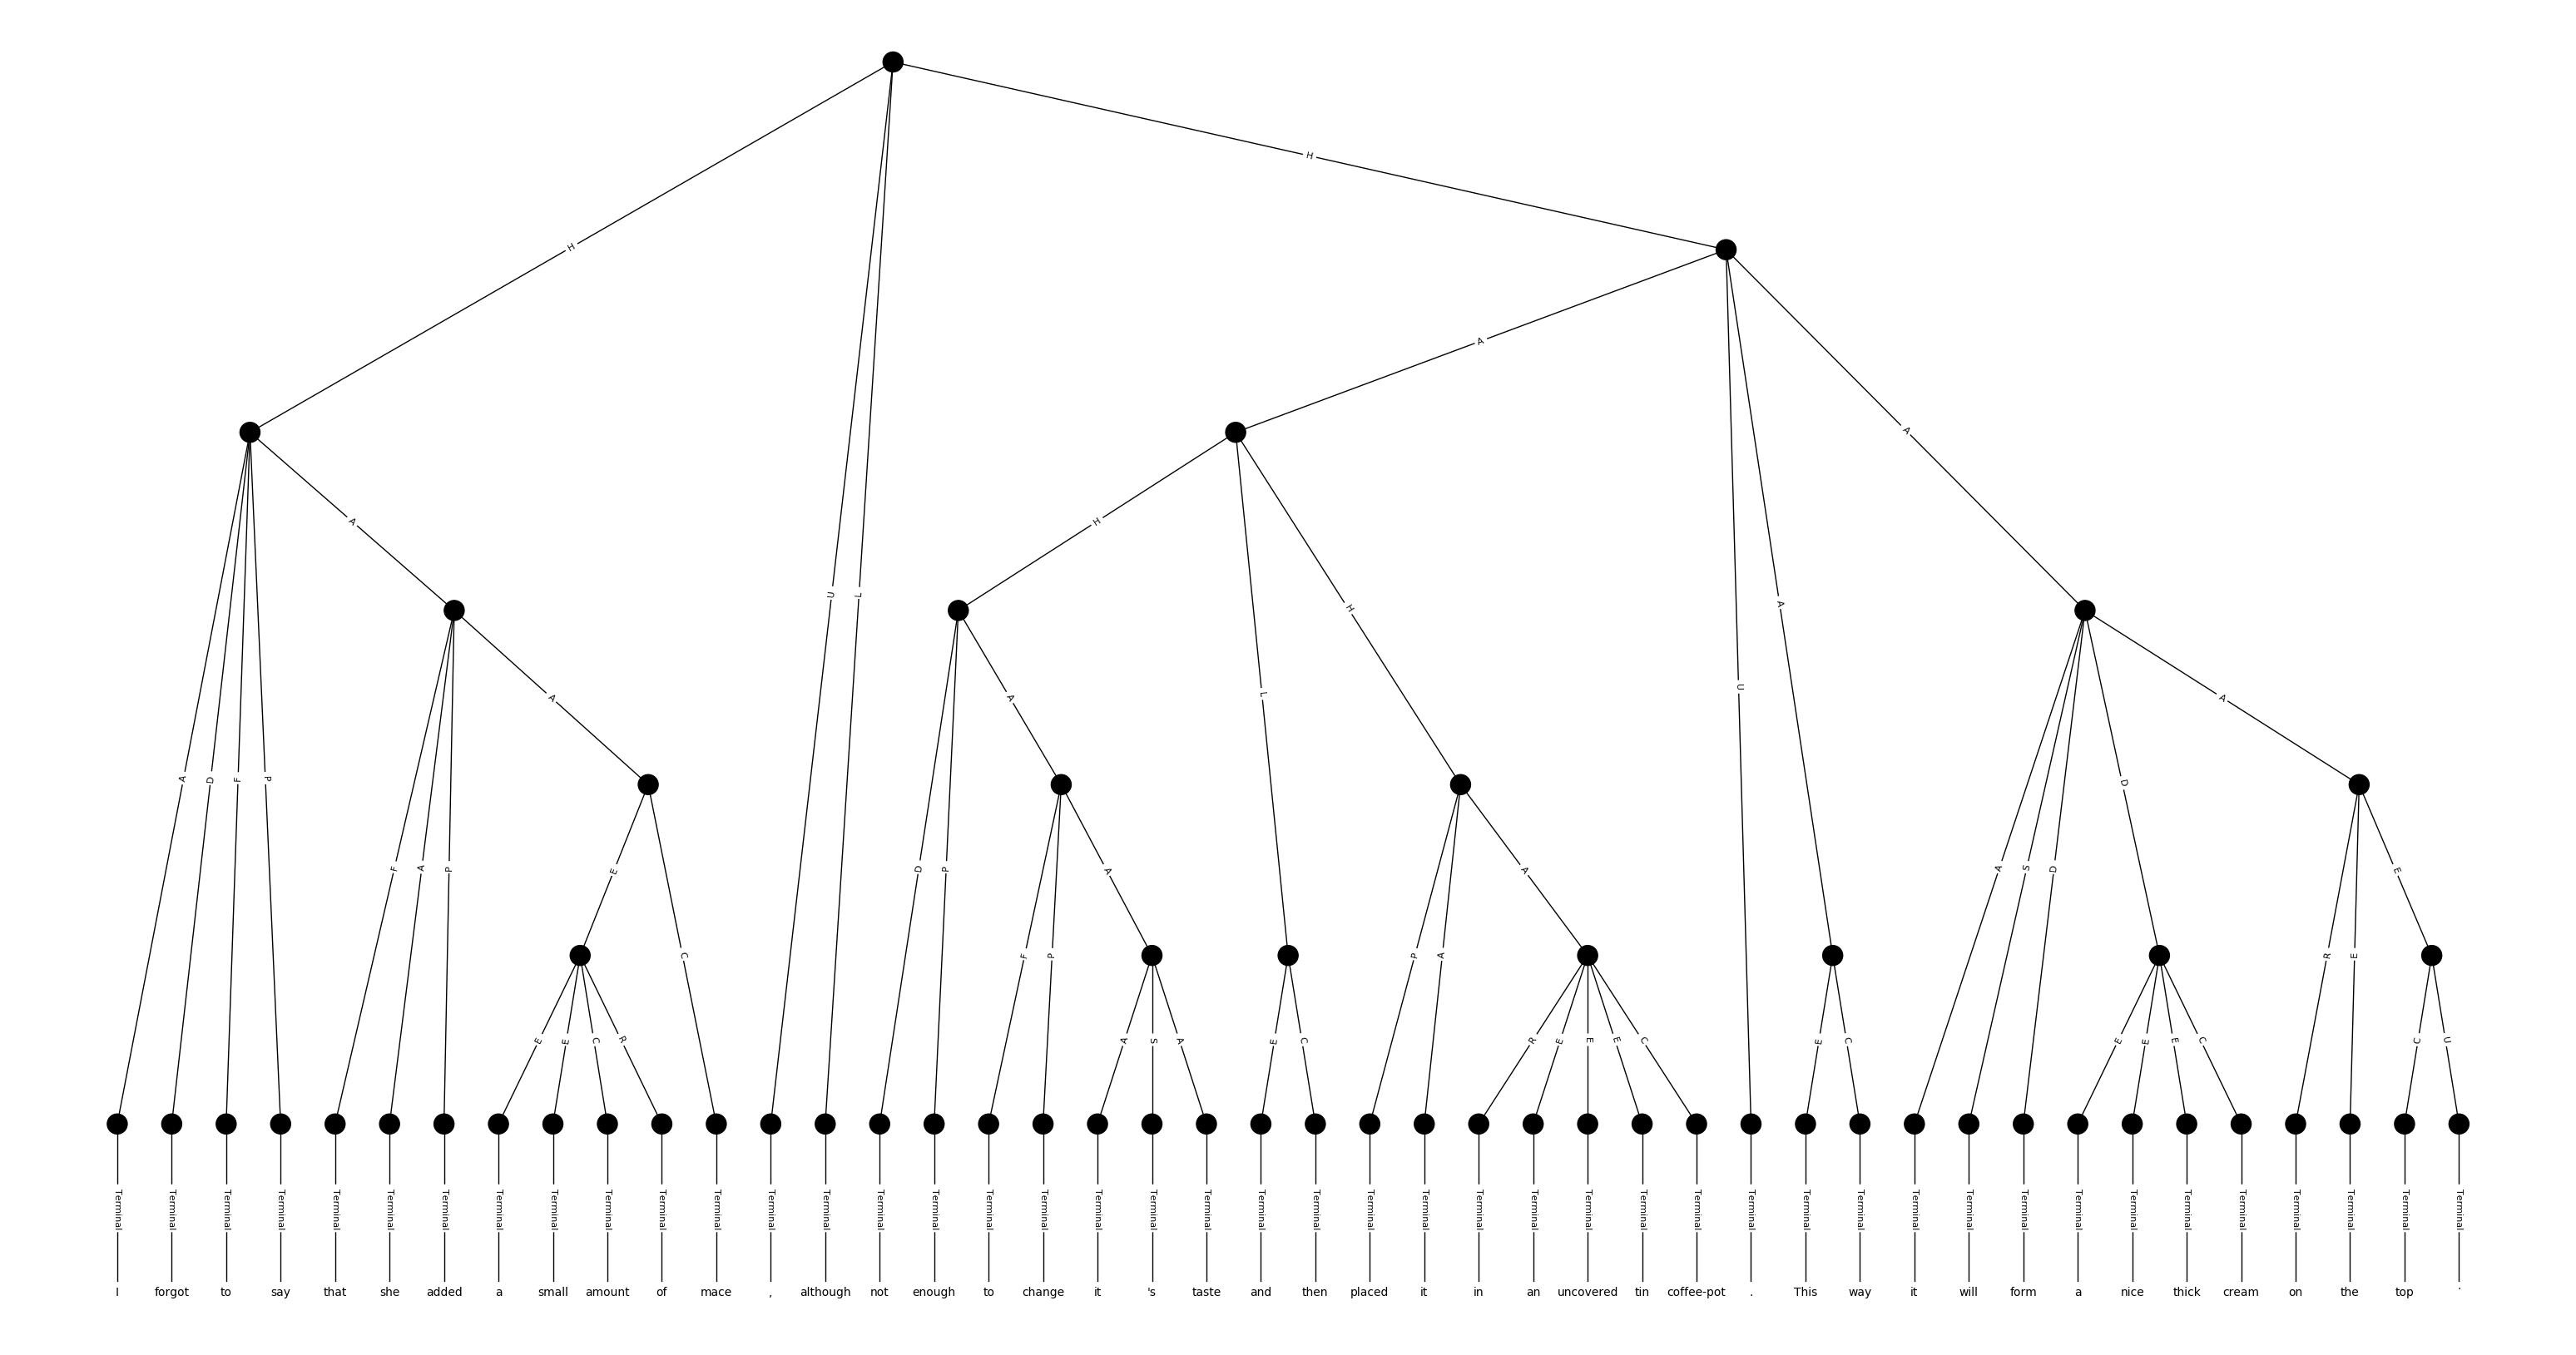 H
H
A
H
A
A
A
H
U
L
L
H
U
A
A
A
A
D
F
P
A
A
D
F
A
P
E
D
P
A
P
A
A
S
D
E
C
F
P
R
E
E
E
C
R
A
S
A
E
C
R
E
E
E
C
E
C
E
E
E
C
C
U
Terminal Terminal Terminal Terminal Terminal Terminal Terminal Terminal Terminal Terminal Terminal Terminal Terminal Terminal Terminal Terminal Terminal Terminal Terminal Terminal Terminal Terminal Terminal Terminal Terminal Terminal Terminal Terminal Terminal Terminal Terminal Terminal Terminal Terminal Terminal Terminal Terminal Terminal Terminal Terminal Terminal Terminal Terminal Terminal
I forgot to say that she added a small amount of mace , although not enough to change it 's taste and then placed it in an uncovered tin coffee-pot . This way it will form a nice thick cream on the top .